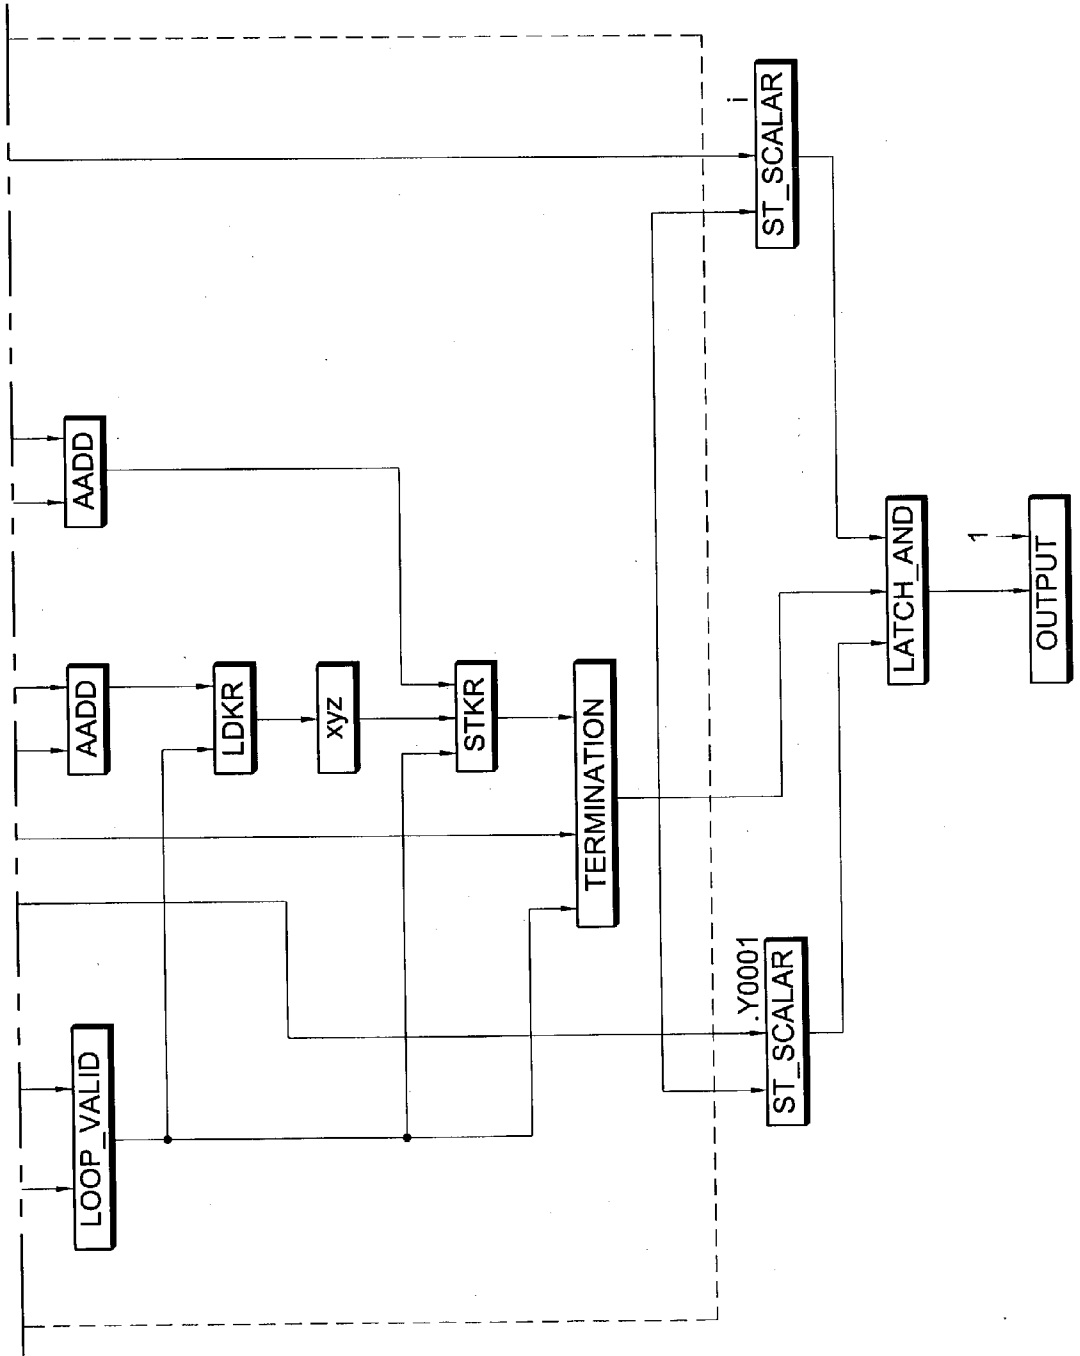 LOOP_VALID
AADD
AADD
LDKR
xyz
STKR
TERMINATION
.Y0001
ST_SCALAR
i
ST_SCALAR
LATCH_AND
1
OUTPUT